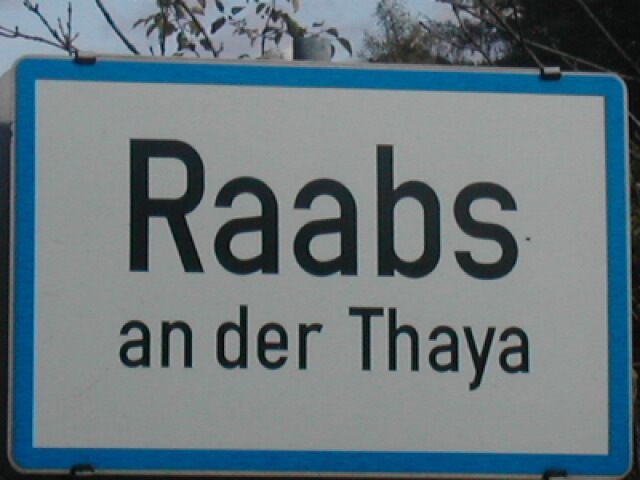 Raabs
an der Thaya